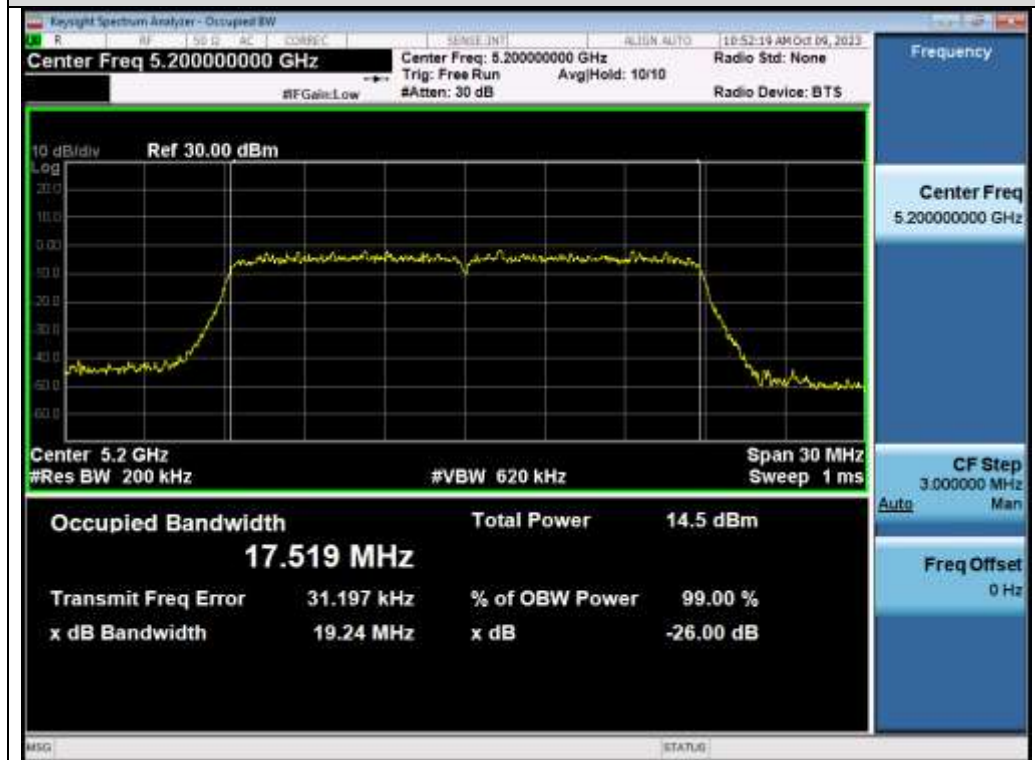 Keysight Spectrum Analyzer - Occupied BW
R RF 50 Ω AC CORREC SENSE:INT ALIGN AUTO 10:52:19 AM Oct 09, 2023
Center Freq 5.200000000 GHz
Center Freq: 5.200000000 GHz
Radio Std: None
Trig: Free Run Avg|Hold: 10/10
#IFGain:Low
#Atten: 30 dB
Radio Device: BTS
10 dB/div Ref 30.00 dBm
Log
20.0
10.0
0.00
-10.0
-20.0
-30.0
-40.0
-50.0
-60.0
Center 5.2 GHz Span 30 MHz
#Res BW 200 kHz #VBW 620 kHz Sweep 1 ms
Occupied Bandwidth Total Power 14.5 dBm
17.519 MHz
Transmit Freq Error 31.197 kHz % of OBW Power 99.00 %
x dB Bandwidth 19.24 MHz x dB -26.00 dB
MSG STATUS
Frequency
Center Freq
5.200000000 GHz
CF Step
3.000000 MHz
Auto Man
Freq Offset
0 Hz